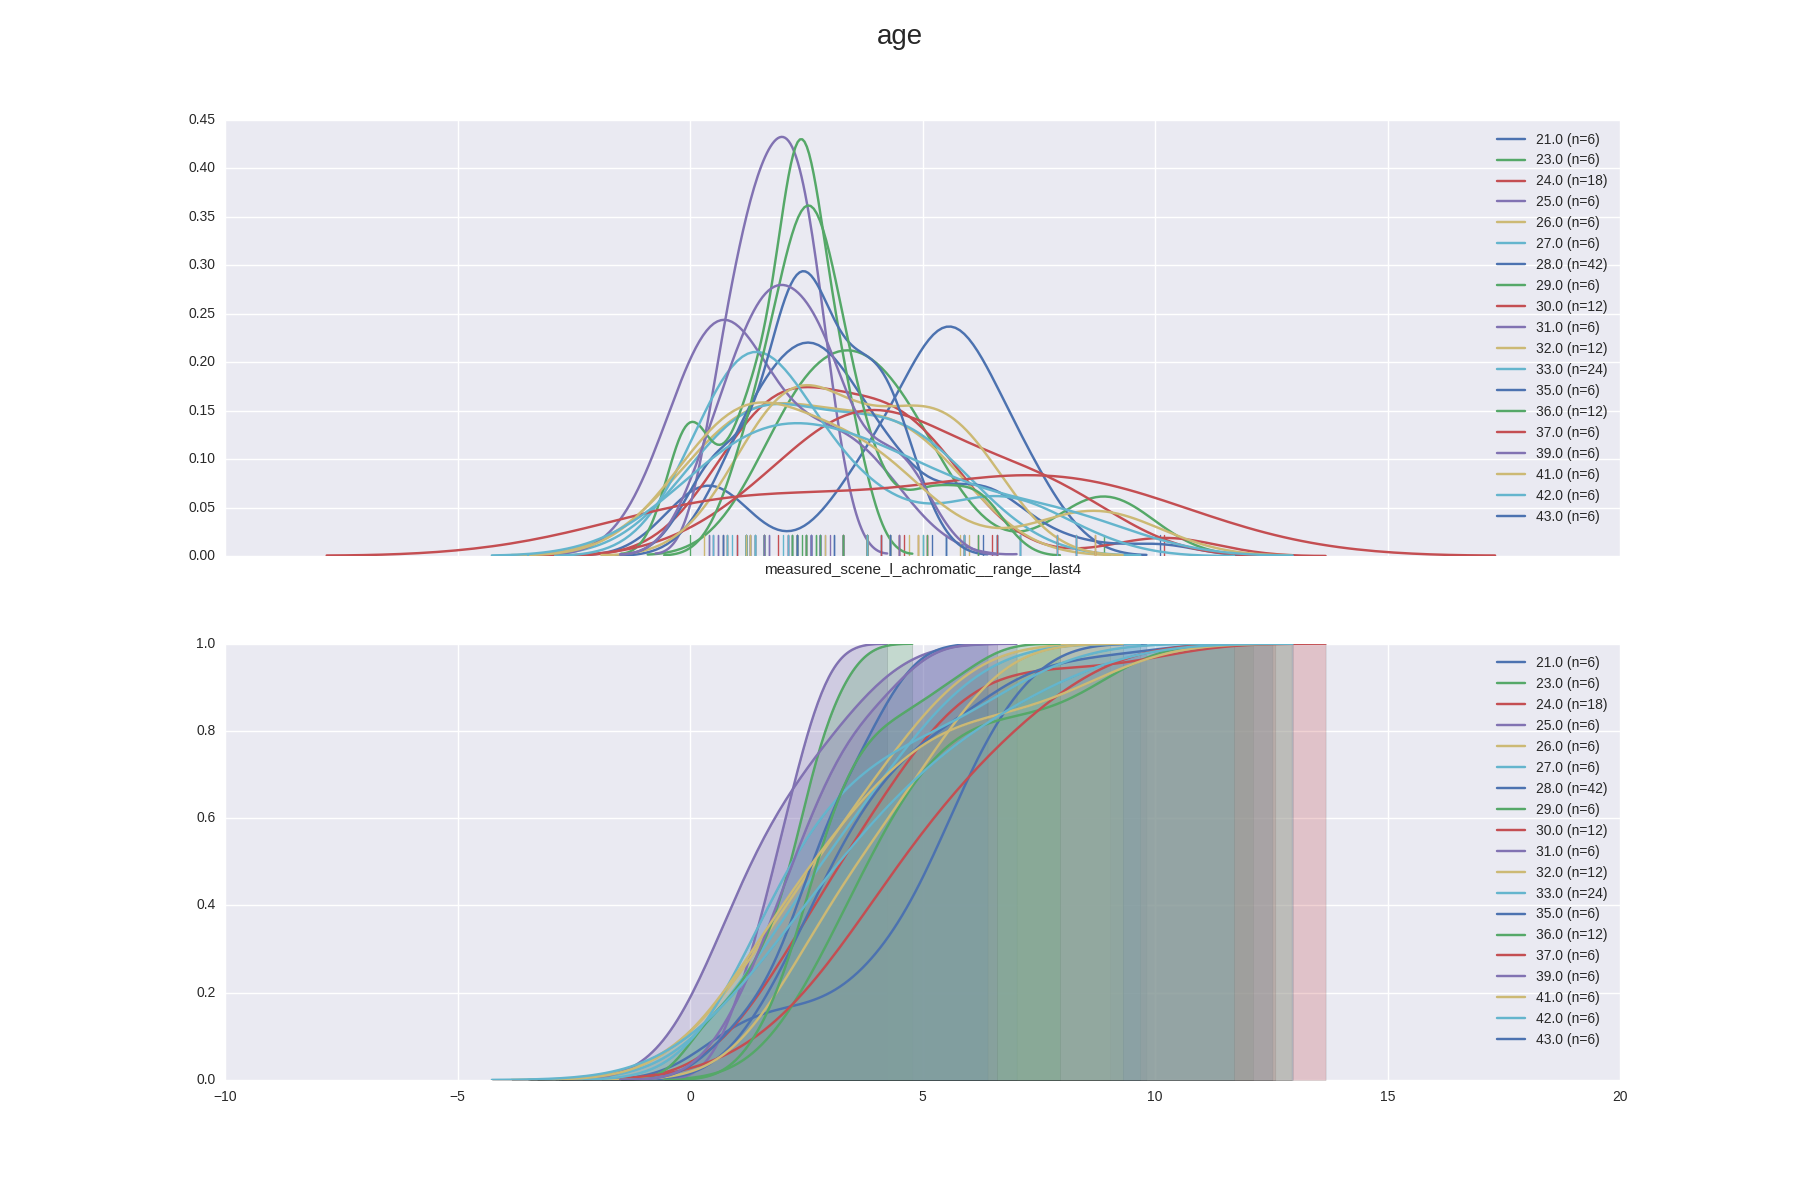 age
0.45
0.40
0.35
0.30
0.25
0.20
0.15
0.10
0.05
0.00
21.0 (n=6)
23.0 (n=6)
24.0 (n=18)
25.0 (n=6)
26.0 (n=6)
27.0 (n=6)
28.0 (n=42)
29.0 (n=6)
30.0 (n=12)
31.0 (n=6)
32.0 (n=12)
33.0 (n=24)
35.0 (n=6)
36.0 (n=12)
37.0 (n=6)
39.0 (n=6)
41.0 (n=6)
42.0 (n=6)
43.0 (n=6)
measured_scene_l_achromatic__range__last4
1.0
0.8
0.6
0.4
0.2
0.0
21.0 (n=6)
23.0 (n=6)
24.0 (n=18)
25.0 (n=6)
26.0 (n=6)
27.0 (n=6)
28.0 (n=42)
29.0 (n=6)
30.0 (n=12)
31.0 (n=6)
32.0 (n=12)
33.0 (n=24)
35.0 (n=6)
36.0 (n=12)
37.0 (n=6)
39.0 (n=6)
41.0 (n=6)
42.0 (n=6)
43.0 (n=6)
−10 −5 0 5 10 15 20